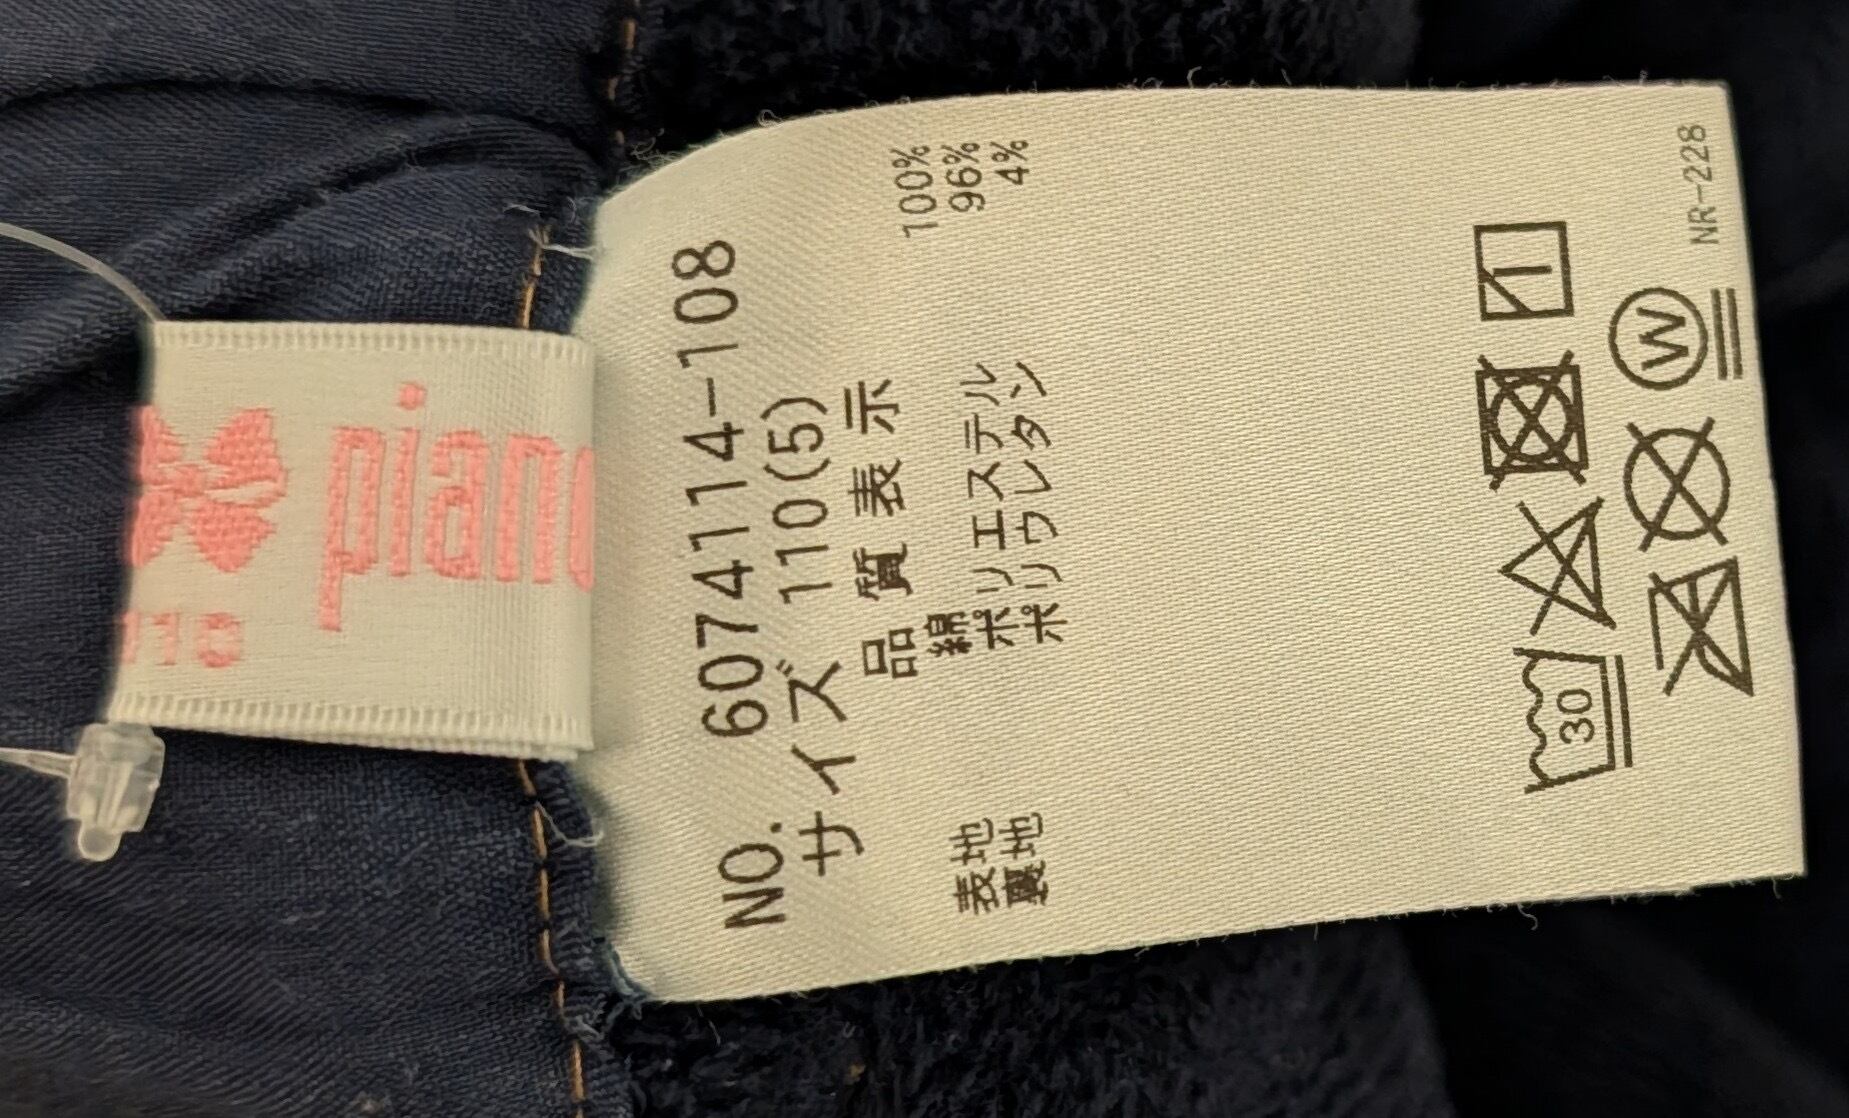 pian
110
NO. 6074114-108
サイズ 110(5)
品質表示
表地 綿 100%
裏地 ポリエステル 96%
ポリウレタン 4%
30
W
NR-228